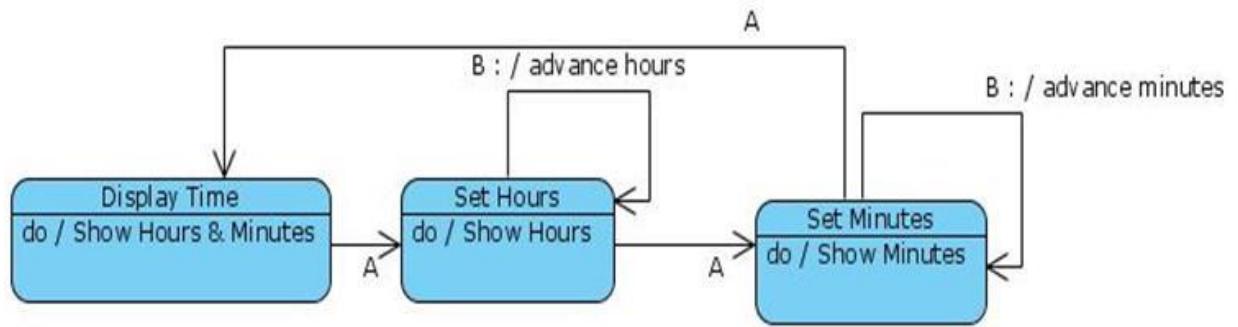 A
B : / advance hours
B : / advance minutes
Display Time
do / Show Hours & Minutes
A
Set Hours
do / Show Hours
A
Set Minutes
do / Show Minutes